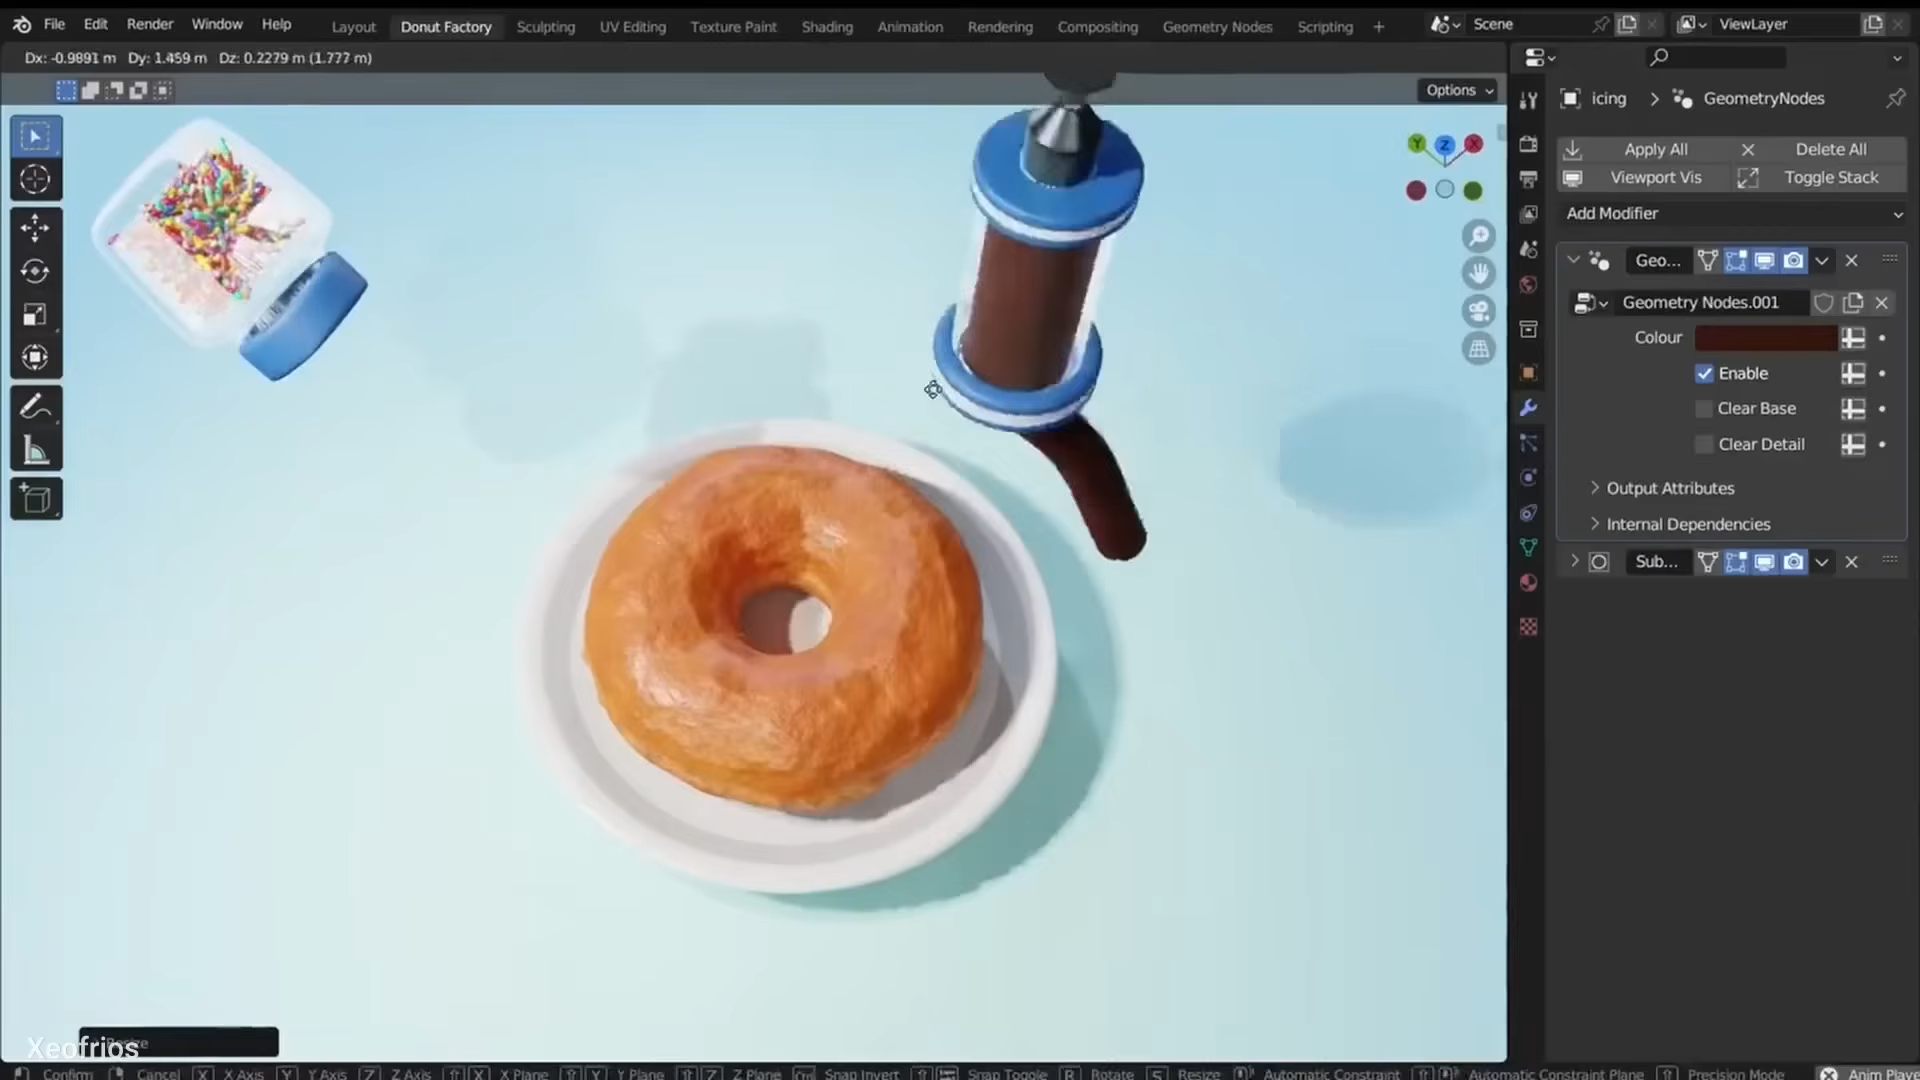 File Edit Render Window Help Layout Donut Factory Sculpting UV Editing Texture Paint Shading Animation Rendering Compositing Geometry Nodes Scripting + Scene ViewLayer
Dx: -0.9891 m Dy: 1.459 m Dz: 0.2279 m (1.777 m)
Options
icing > GeometryNodes
Apply All Delete All
Viewport Vis Toggle Stack
Add Modifier
Geo...
Geometry Nodes.001
Colour
Enable
Clear Base
Clear Detail
Output Attributes
Internal Dependencies
Sub...
Y Z X
Xeofrios
Confirm Cancel X X Axis Y Y Axis Z Z Axis X X Plane Y Y Plane Z Z Plane Snap Invert Snap Toggle R Rotate S Resize Automatic Constraint Automatic Constraint Plane Precision Mode Anim Playe